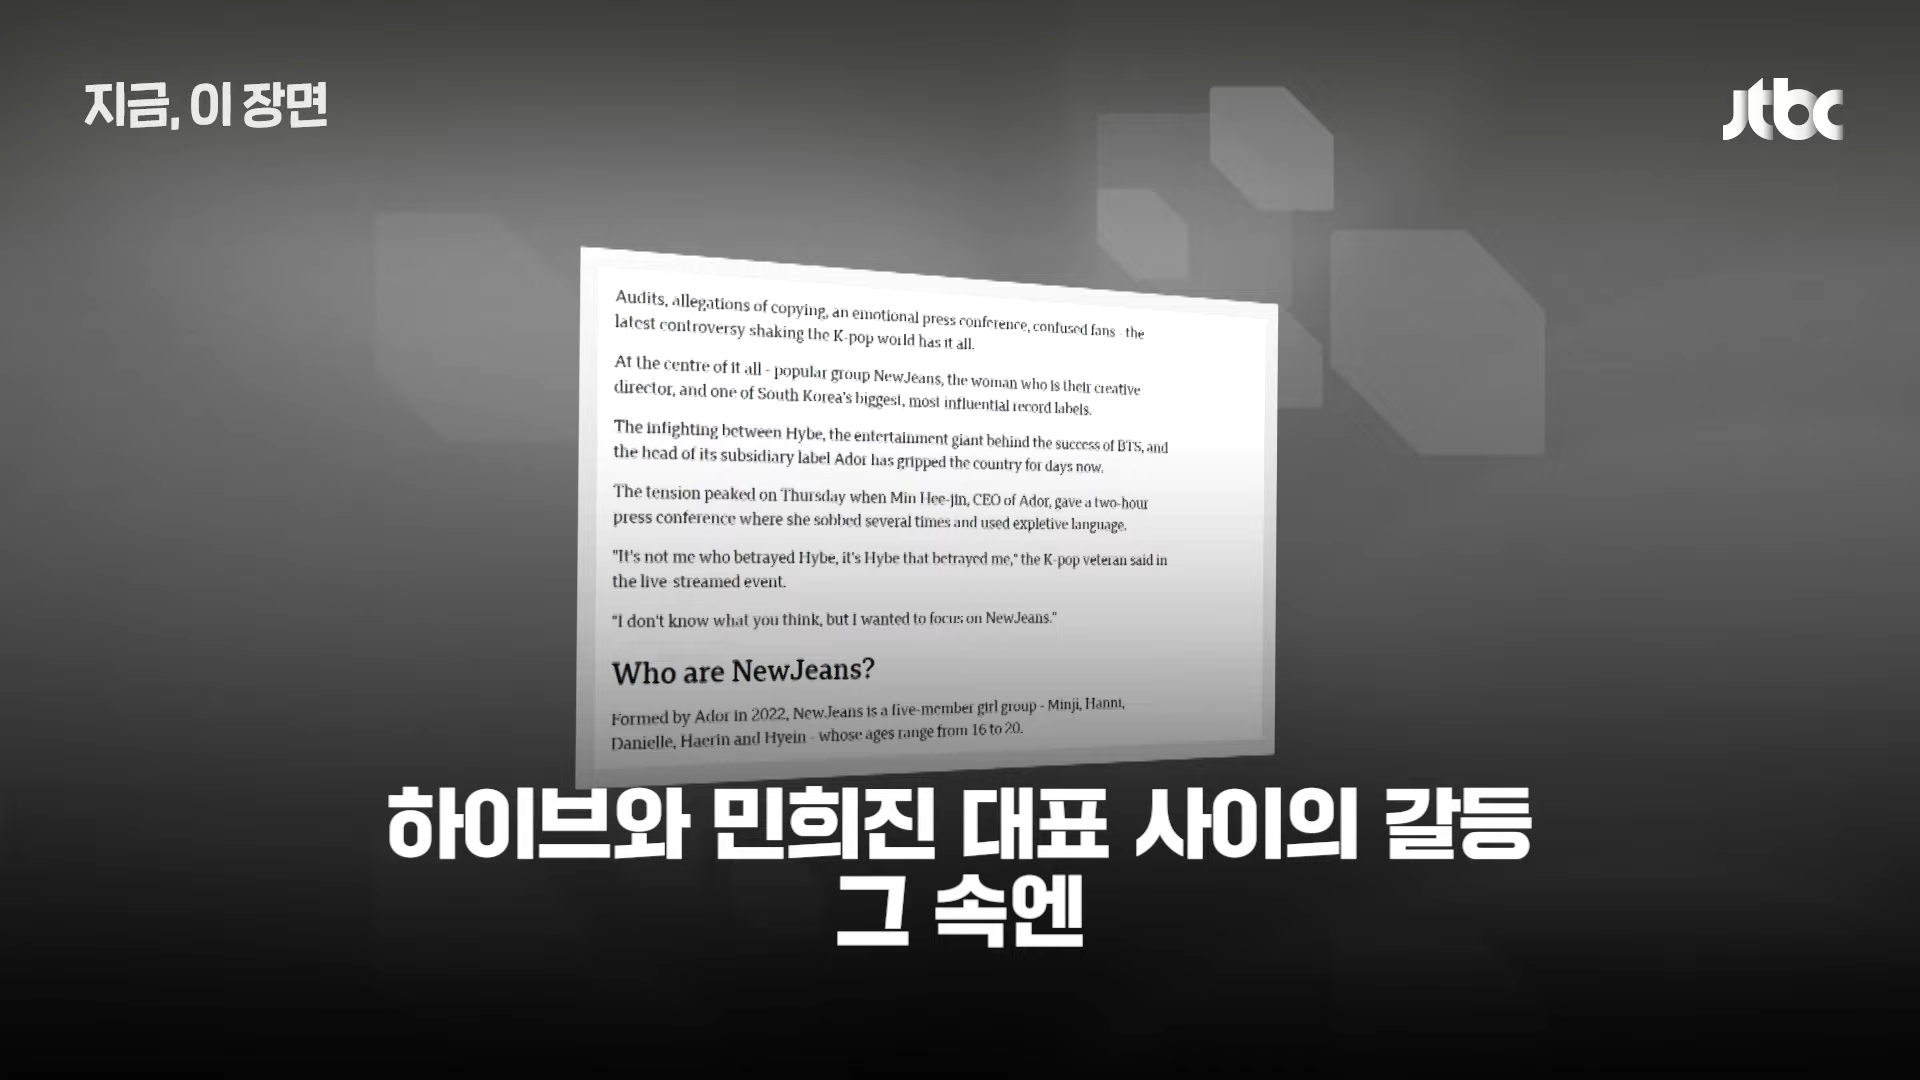 지금, 이 장면
jtbc
Audits, allegations of copying, an emotional press conference, confused fans - the
latest controversy shaking the K-pop world has it all.
At the centre of it all - popular group NewJeans, the woman who is their creative
director, and one of South Korea's biggest, most influential record labels.
The infighting between Hybe, the entertainment giant behind the success of BTS, and
the head of its subsidiary label Ador has gripped the country for days now.
The tension peaked on Thursday when Min Hee-jin, CEO of Ador, gave a two-hour
press conference where she sobbed several times and used expletive language.
"It's not me who betrayed Hybe, it's Hybe that betrayed me," the K-pop veteran said in
the live-streamed event.
"I don't know what you think, but I wanted to focus on NewJeans."
Who are NewJeans?
Formed by Ador in 2022, NewJeans is a five-member girl group - Minji, Hanni,
Danielle, Haerin and Hyein - whose ages range from 16 to 20.
하이브와 민희진 대표 사이의 갈등
그 속엔